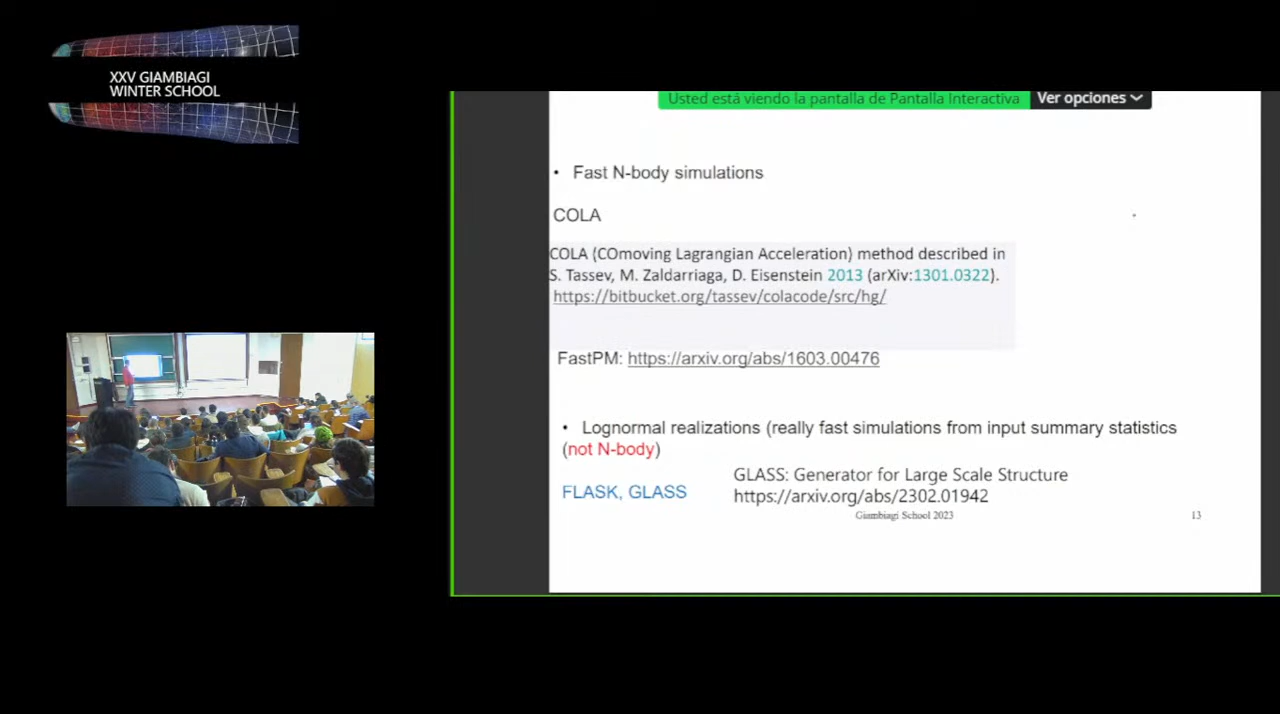 XXV GIAMBIAGI
WINTER SCHOOL
Usted está viendo la pantalla de Pantalla Interactiva
Ver opciones
• Fast N-body simulations
COLA
COLA (COmoving Lagrangian Acceleration) method described in
S. Tassev, M. Zaldarriaga, D. Eisenstein 2013 (arXiv:1301.0322).
https://bitbucket.org/tassev/colacode/src/hg/
FastPM: https://arxiv.org/abs/1603.00476
• Lognormal realizations (really fast simulations from input summary statistics
(not N-body)
FLASK, GLASS
GLASS: Generator for Large Scale Structure
https://arxiv.org/abs/2302.01942
Giambiagi School 2023
13